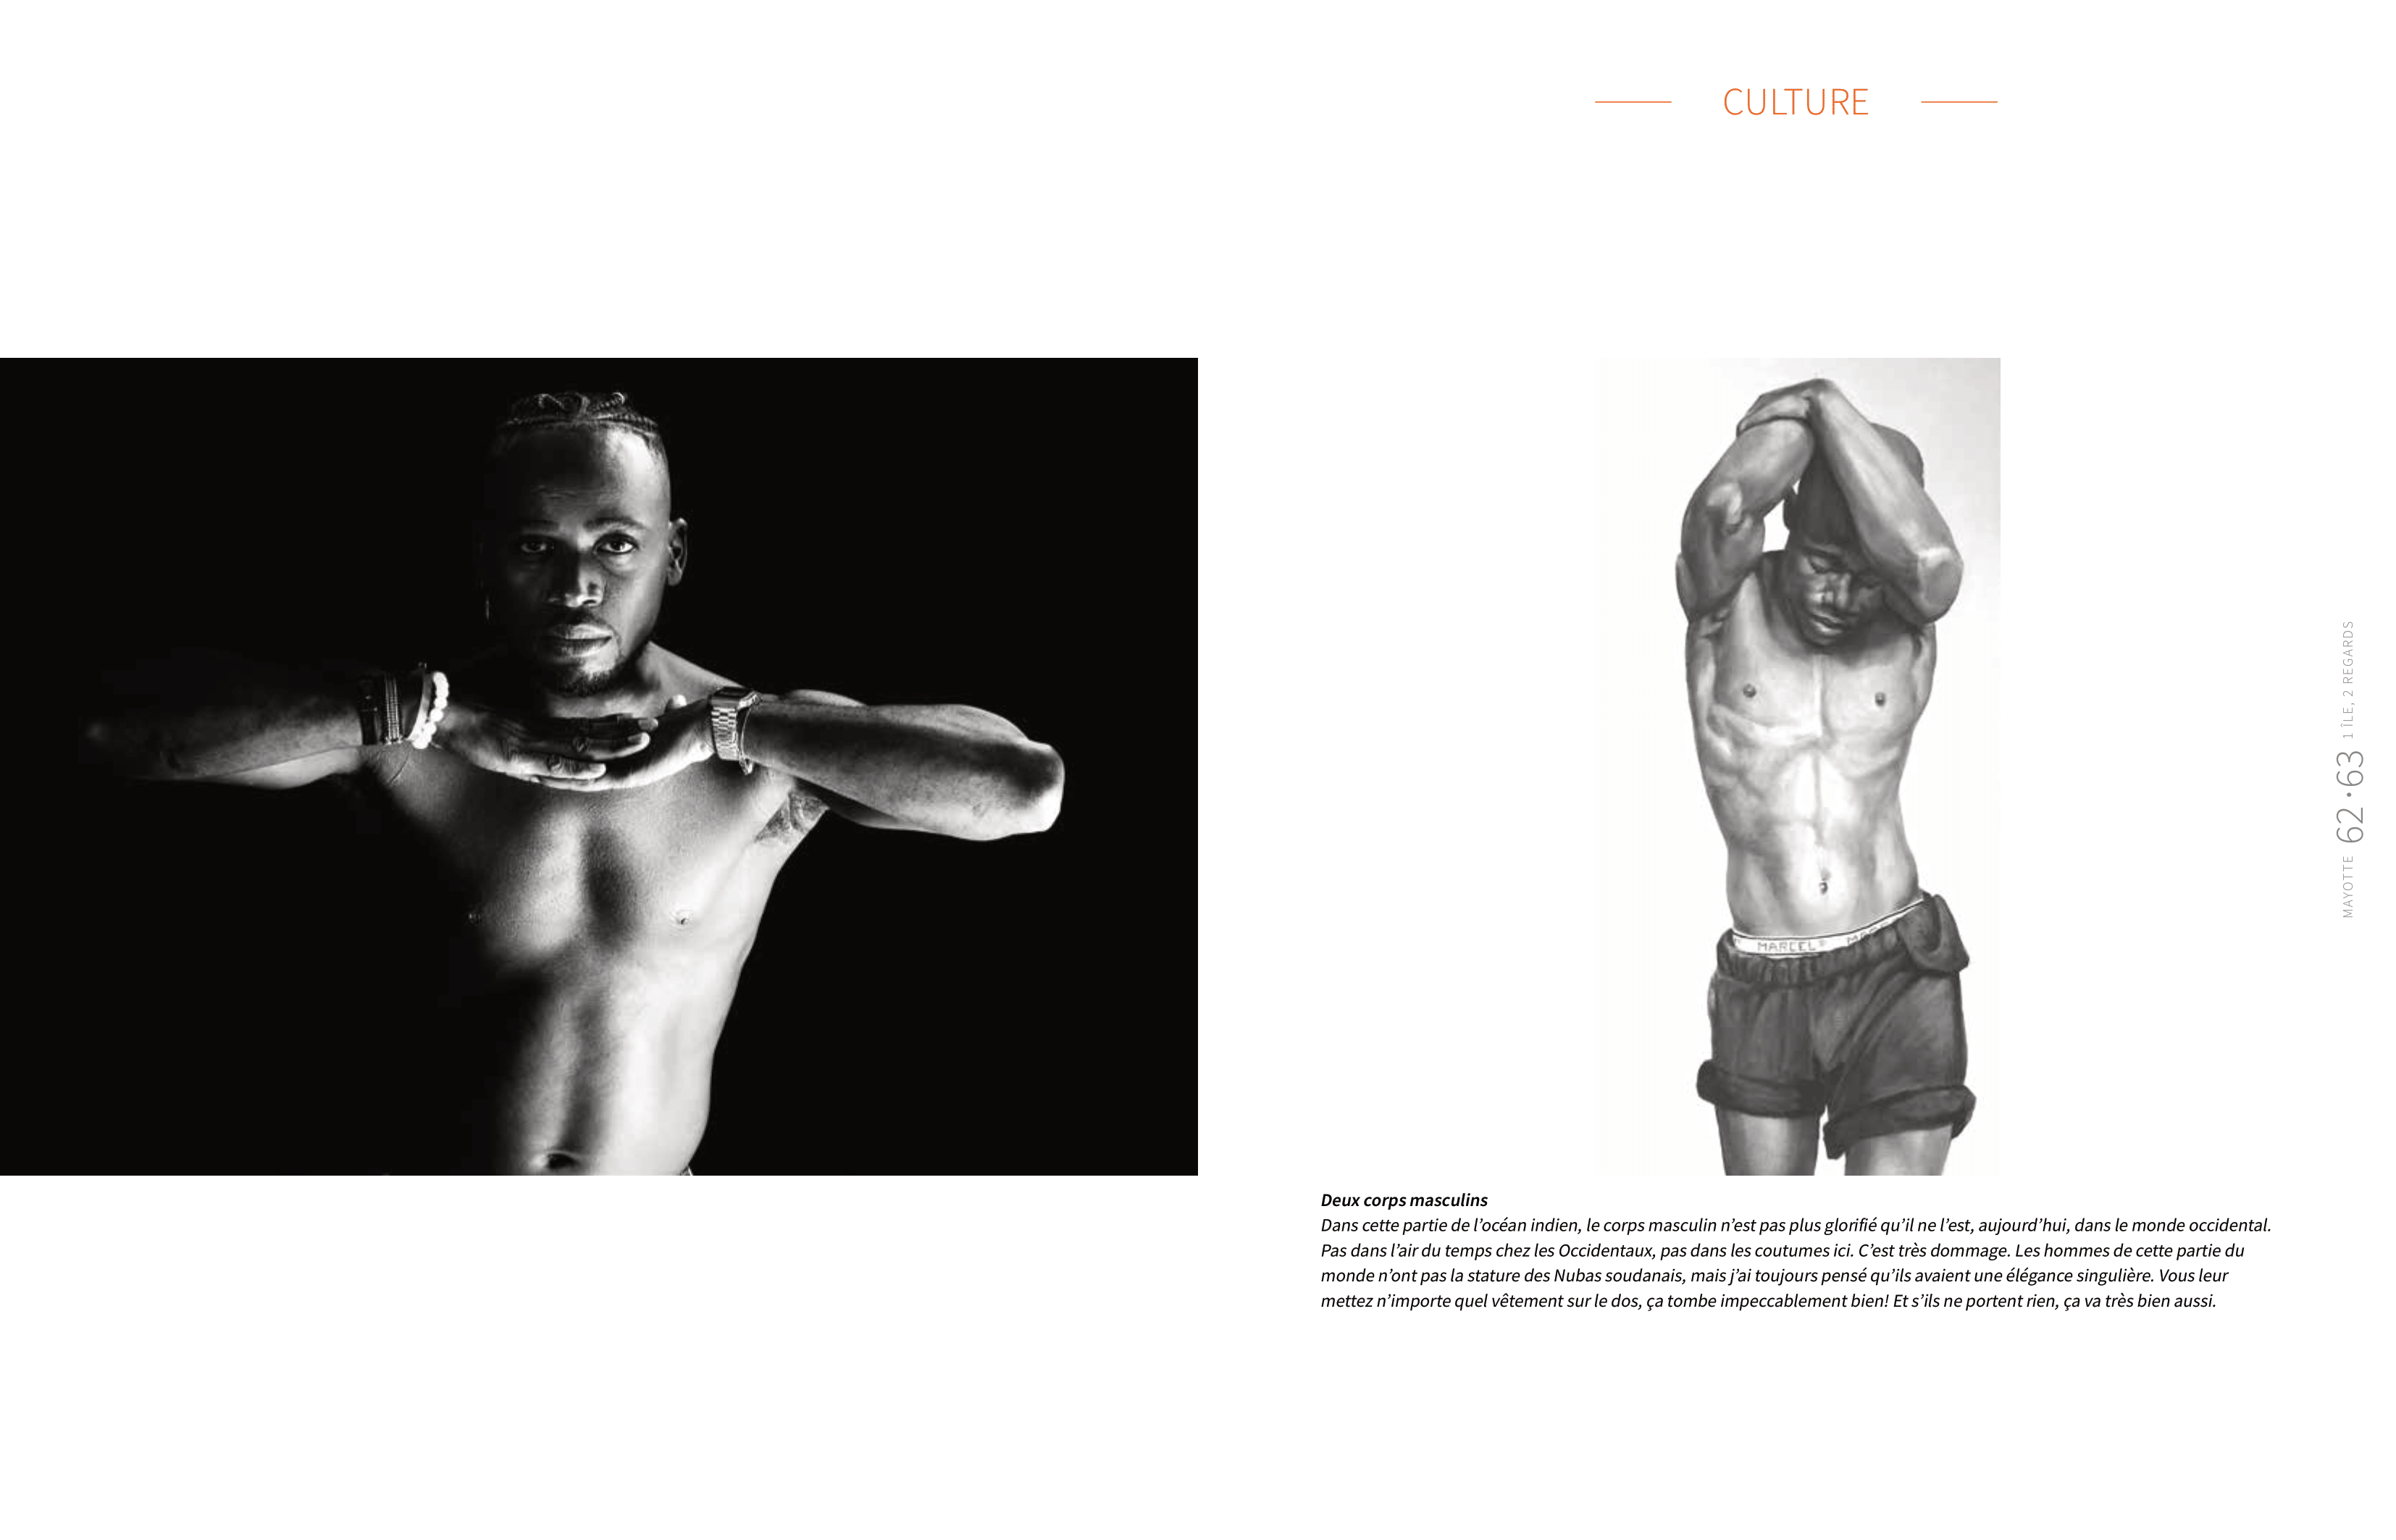 CULTURE
MARCEL®
Deux corps masculins
Dans cette partie de l’océan indien, le corps masculin n’est pas plus glorifié qu’il ne l’est, aujourd’hui, dans le monde occidental.
Pas dans l’air du temps chez les Occidentaux, pas dans les coutumes ici. C’est très dommage. Les hommes de cette partie du
monde n’ont pas la stature des Nubas soudanais, mais j’ai toujours pensé qu’ils avaient une élégance singulière. Vous leur
mettez n’importe quel vêtement sur le dos, ça tombe impeccablement bien! Et s’ils ne portent rien, ça va très bien aussi.
MAYOTTE 62·63 1 ÎLE, 2 REGARDS